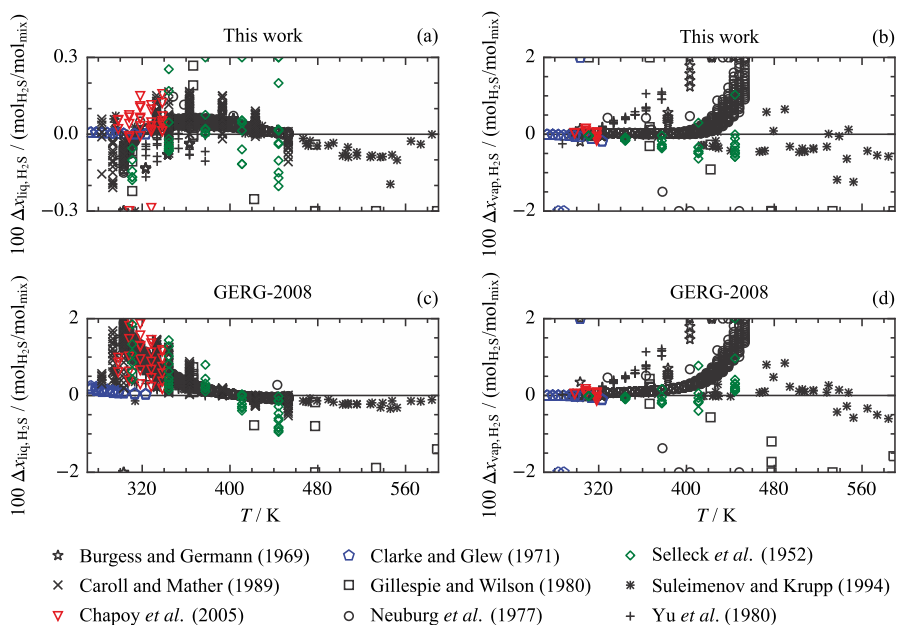 This work (a)
This work (b)
100 Δx_liq, H₂S / (mol_H₂S/mol_mix)
0.3
0.0
−0.3
100 Δx_vap, H₂S / (mol_H₂S/mol_mix)
2
0
−2
GERG-2008 (c)
GERG-2008 (d)
100 Δx_liq, H₂S / (mol_H₂S/mol_mix)
2
0
−2
100 Δx_vap, H₂S / (mol_H₂S/mol_mix)
2
0
−2
320 400 480 560
320 400 480 560
T / K
T / K
Burgess and Germann (1969)
Clarke and Glew (1971)
Selleck et al. (1952)
Caroll and Mather (1989)
Gillespie and Wilson (1980)
Suleimenov and Krupp (1994)
Chapoy et al. (2005)
Neuburg et al. (1977)
Yu et al. (1980)